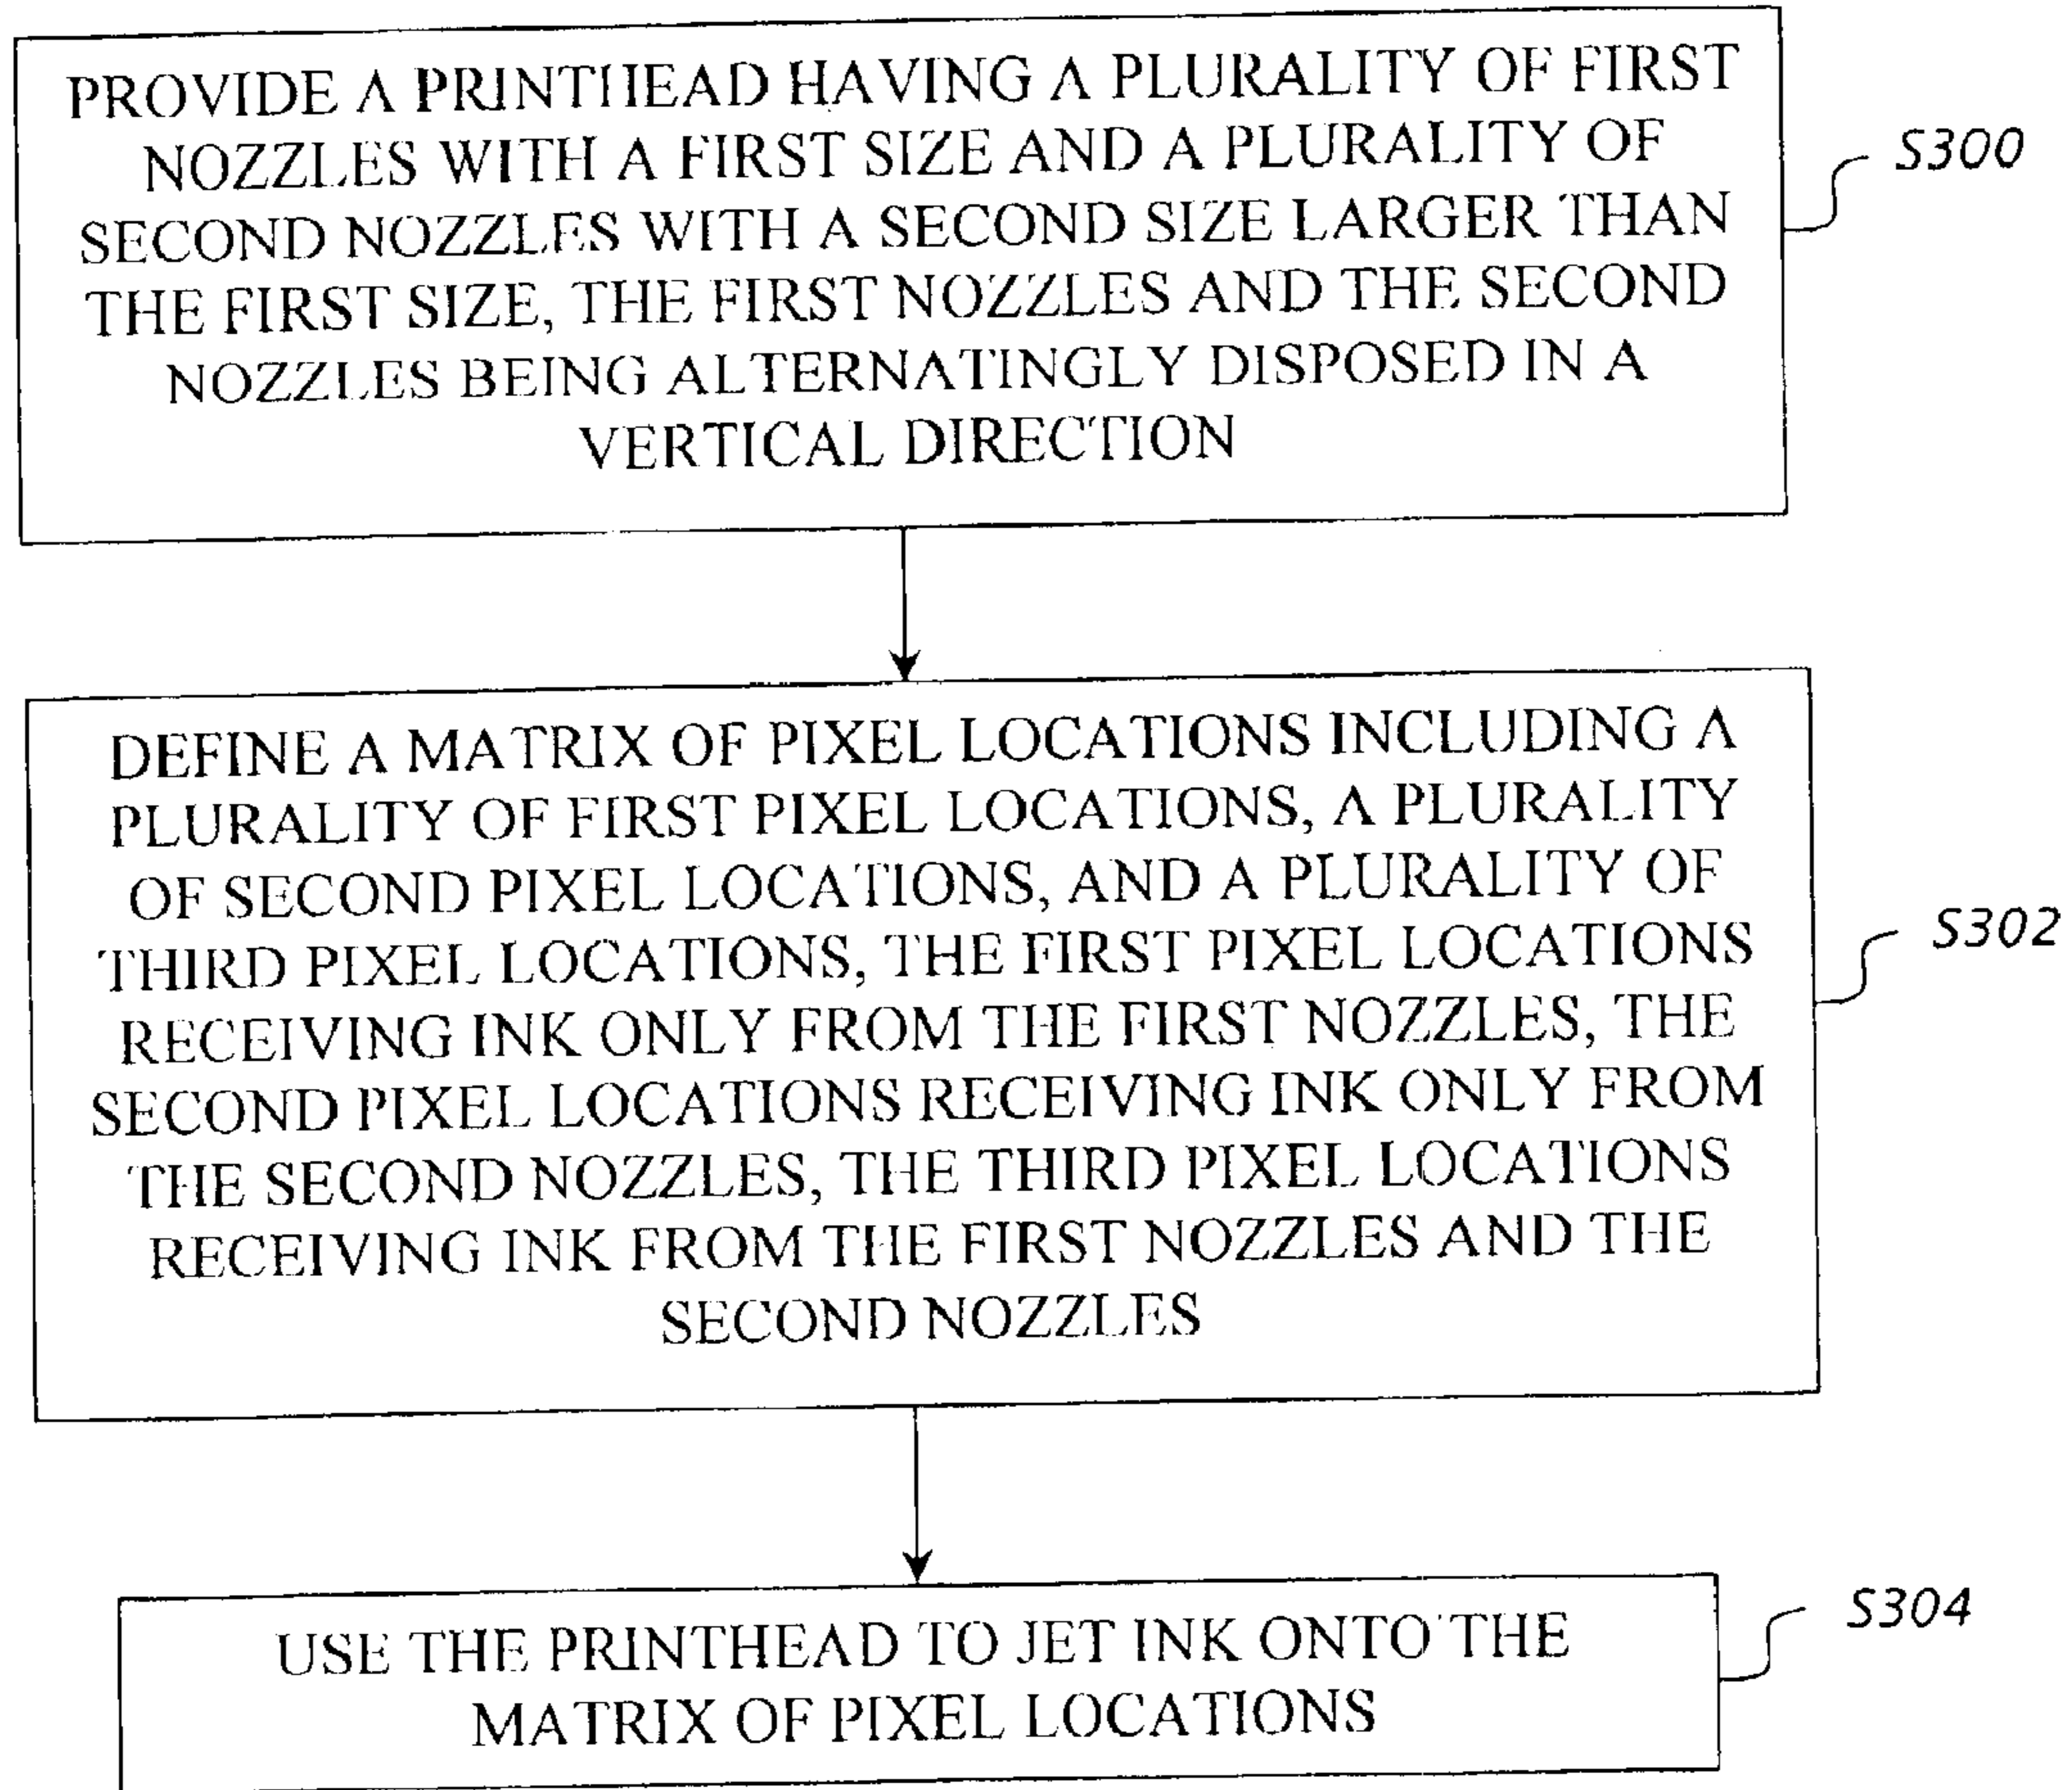 PROVIDE A PRINTHEAD HAVING A PLURALITY OF FIRST
NOZZLES WITH A FIRST SIZE AND A PLURALITY OF
SECOND NOZZLES WITH A SECOND SIZE LARGER THAN
THE FIRST SIZE, THE FIRST NOZZLES AND THE SECOND
NOZZLES BEING ALTERNATINGLY DISPOSED IN A
VERTICAL DIRECTION
S300
DEFINE A MATRIX OF PIXEL LOCATIONS INCLUDING A
PLURALITY OF FIRST PIXEL LOCATIONS, A PLURALITY
OF SECOND PIXEL LOCATIONS, AND A PLURALITY OF
THIRD PIXEL LOCATIONS, THE FIRST PIXEL LOCATIONS
RECEIVING INK ONLY FROM THE FIRST NOZZLES, THE
SECOND PIXEL LOCATIONS RECEIVING INK ONLY FROM
THE SECOND NOZZLES, THE THIRD PIXEL LOCATIONS
RECEIVING INK FROM THE FIRST NOZZLES AND THE
SECOND NOZZLES
S302
USE THE PRINTHEAD TO JET INK ONTO THE
MATRIX OF PIXEL LOCATIONS
S304